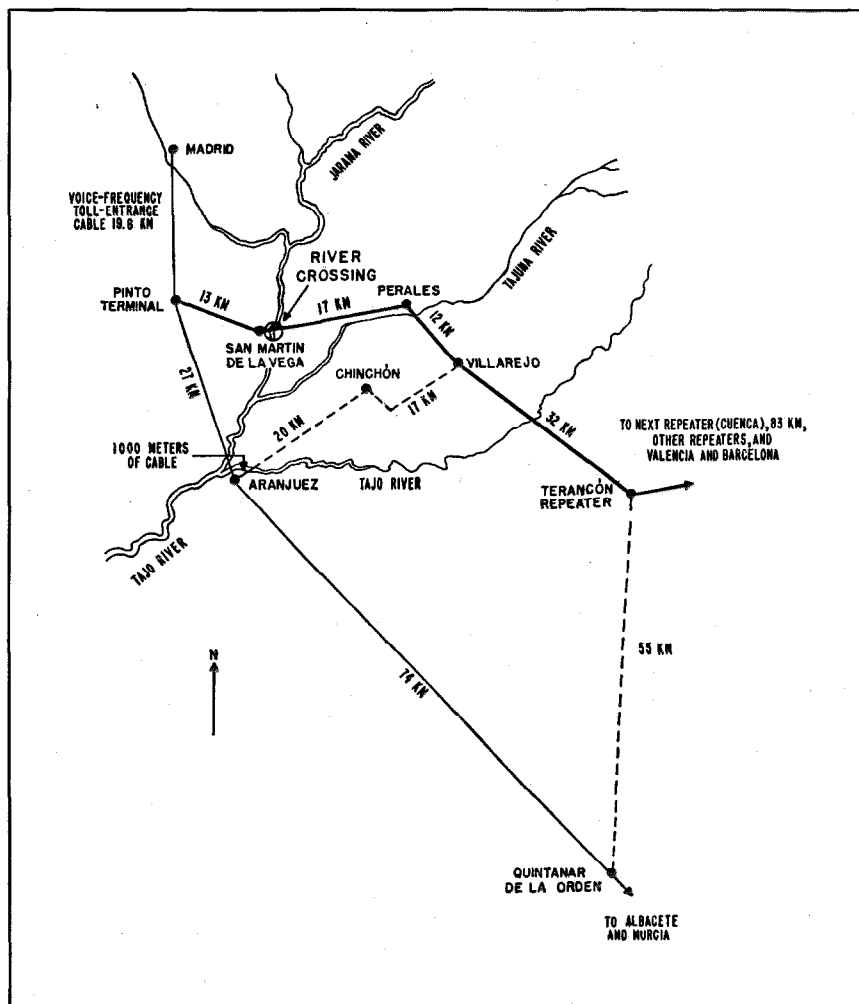 MADRID
JARAMA RIVER
VOICE-FREQUENCY
TOLL-ENTRANCE
CABLE 19.6 KM
TAJUNA RIVER
RIVER
CROSSING
PINTO
TERMINAL
13 KM
17 KM
PERALES
12 KM
SAN MARTIN
DE LA VEGA
VILLAREJO
CHINCHÓN
27 KM
17 KM
20 KM
32 KM
TO NEXT REPEATER (CUENCA), 83 KM,
OTHER REPEATERS, AND
VALENCIA AND BARCELONA
1000 METERS
OF CABLE
ARANJUEZ
TAJO RIVER
TERANCÓN
REPEATER
TAJO RIVER
N
55 KM
74 KM
QUINTANAR
DE LA ORDEN
TO ALBACETE
AND MURCIA